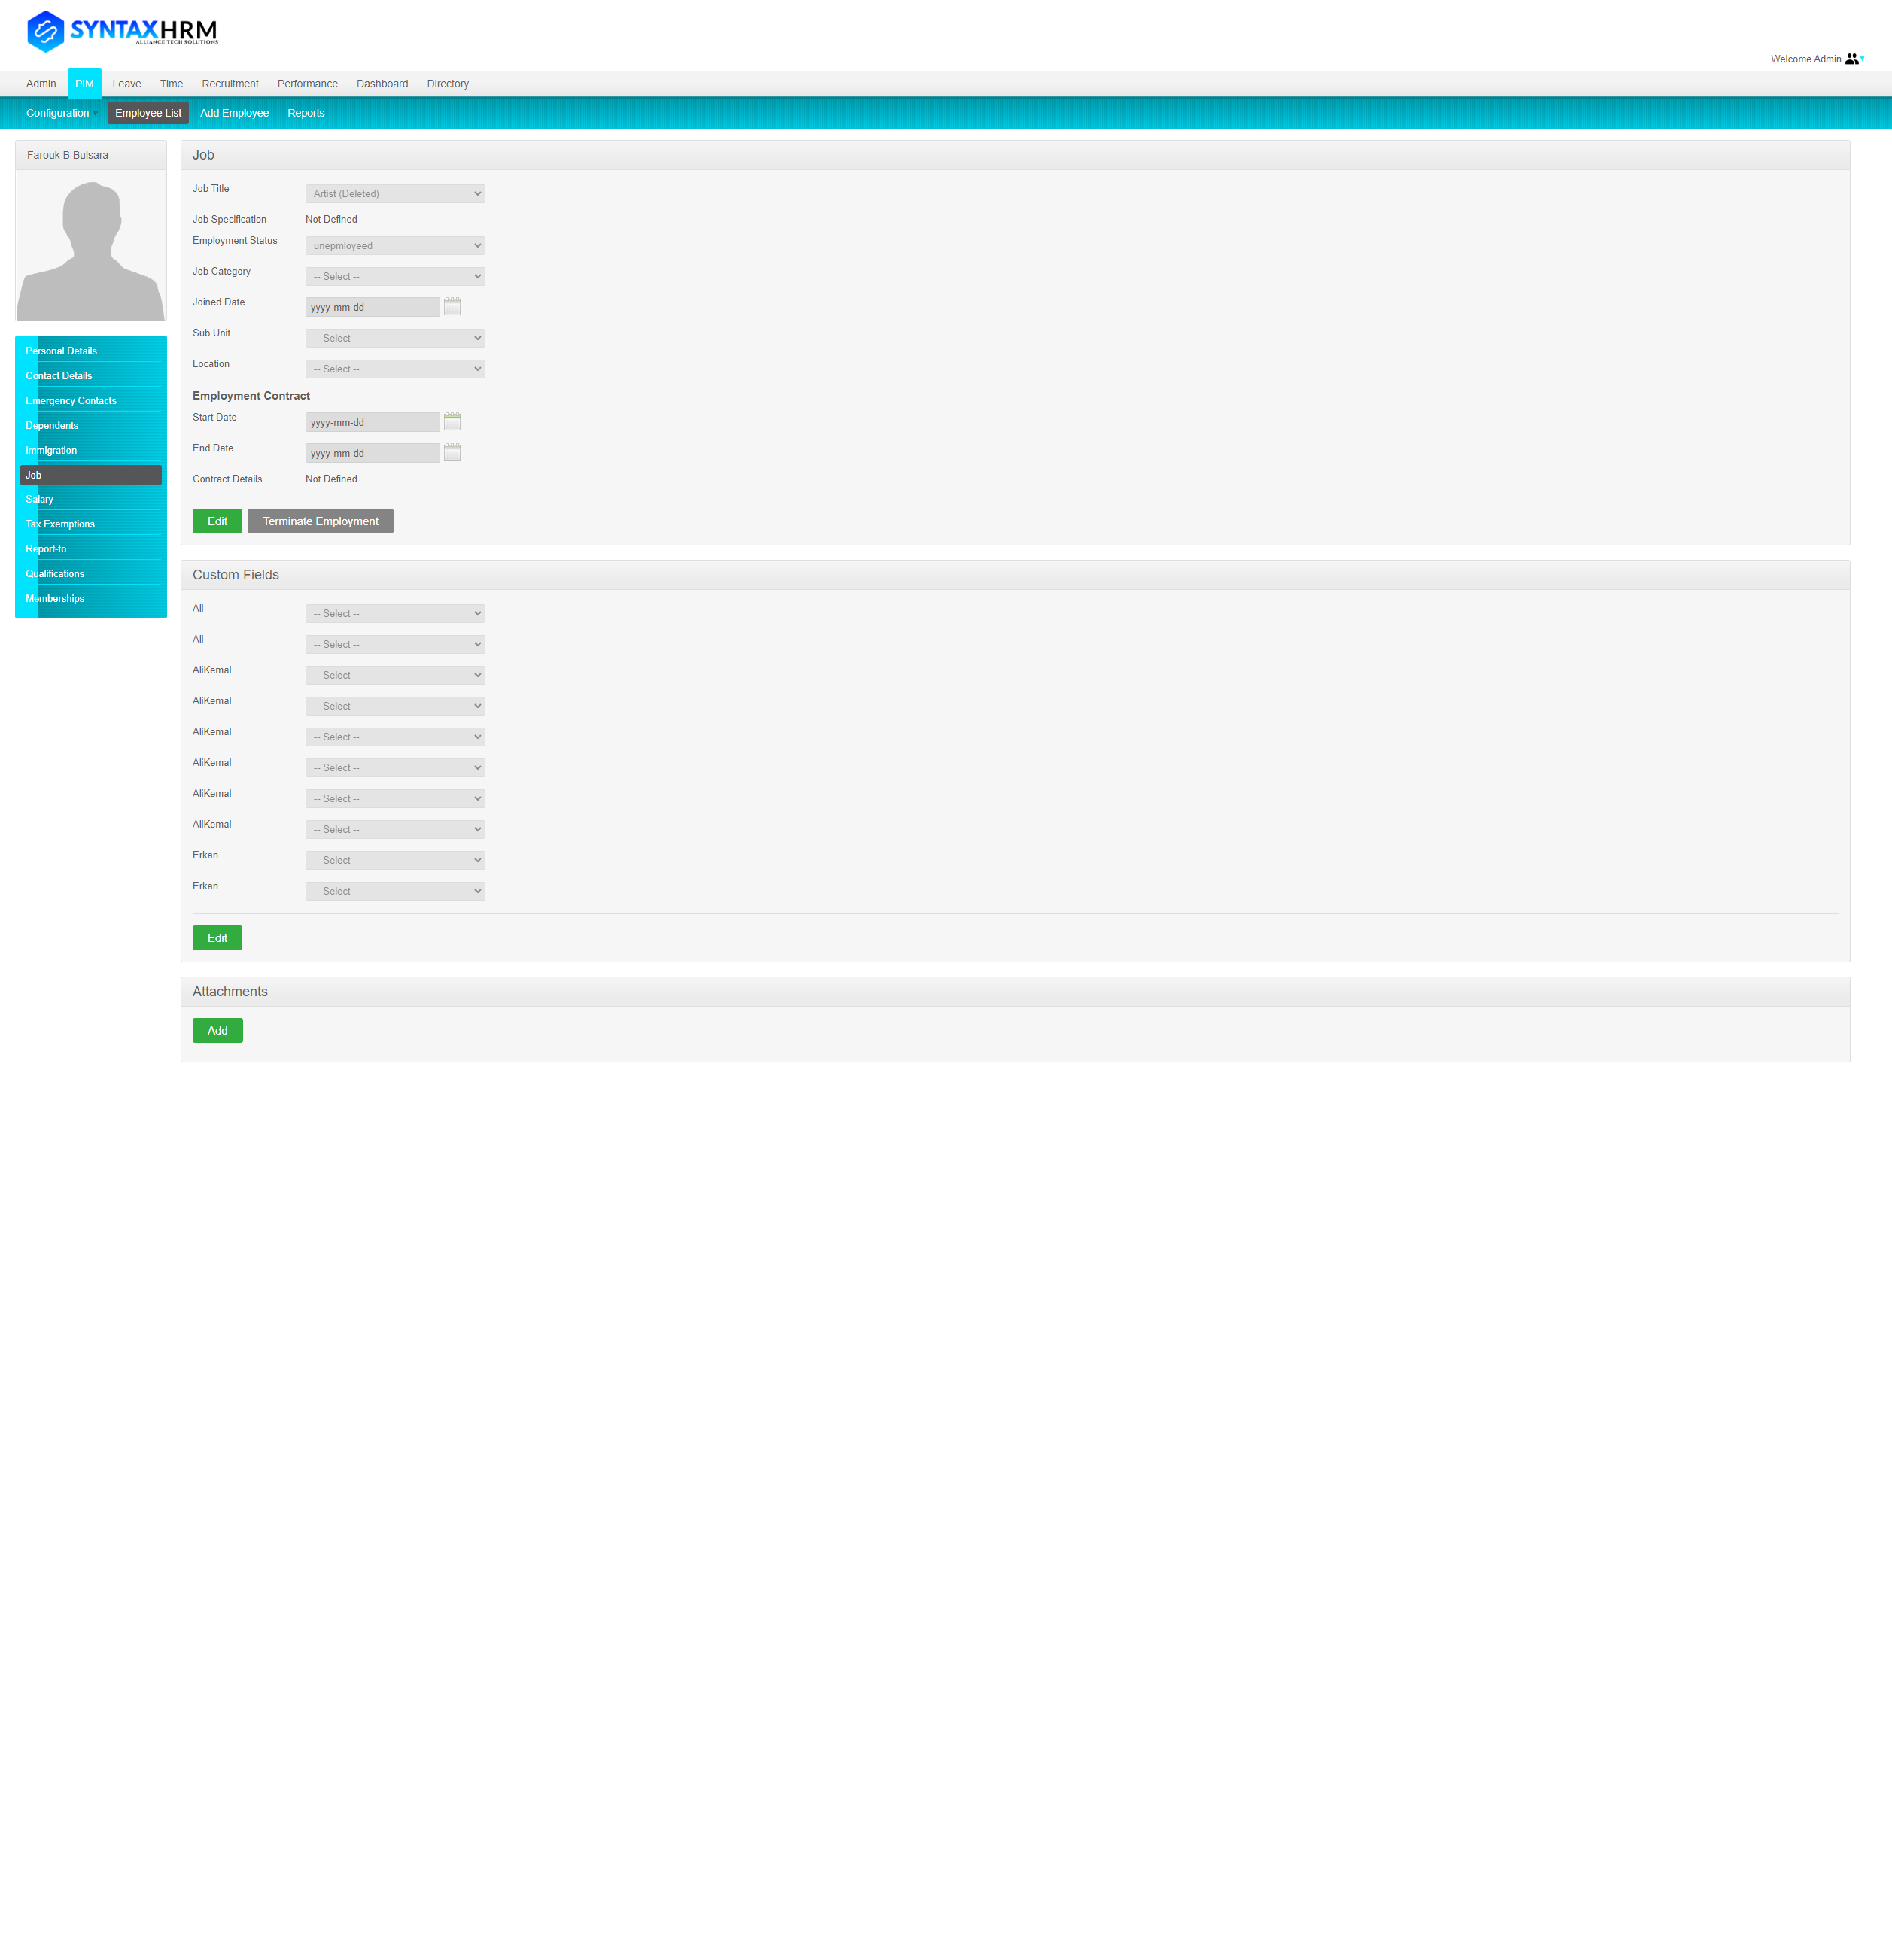 SYNTAXHRM
ALLIANCE TECH SOLUTIONS
Welcome Admin
Admin PIM Leave Time Recruitment Performance Dashboard Directory
Configuration Employee List Add Employee Reports
Farouk B Bulsara
Personal Details
Contact Details
Emergency Contacts
Dependents
Immigration
Job
Salary
Tax Exemptions
Report-to
Qualifications
Memberships
Job
Job Title Artist (Deleted)
Job Specification Not Defined
Employment Status unepmloyeed
Job Category -- Select --
Joined Date yyyy-mm-dd
Sub Unit -- Select --
Location -- Select --
Employment Contract
Start Date yyyy-mm-dd
End Date yyyy-mm-dd
Contract Details Not Defined
Edit Terminate Employment
Custom Fields
Ali -- Select --
Ali -- Select --
AliKemal -- Select --
AliKemal -- Select --
AliKemal -- Select --
AliKemal -- Select --
AliKemal -- Select --
AliKemal -- Select --
Erkan -- Select --
Erkan -- Select --
Edit
Attachments
Add